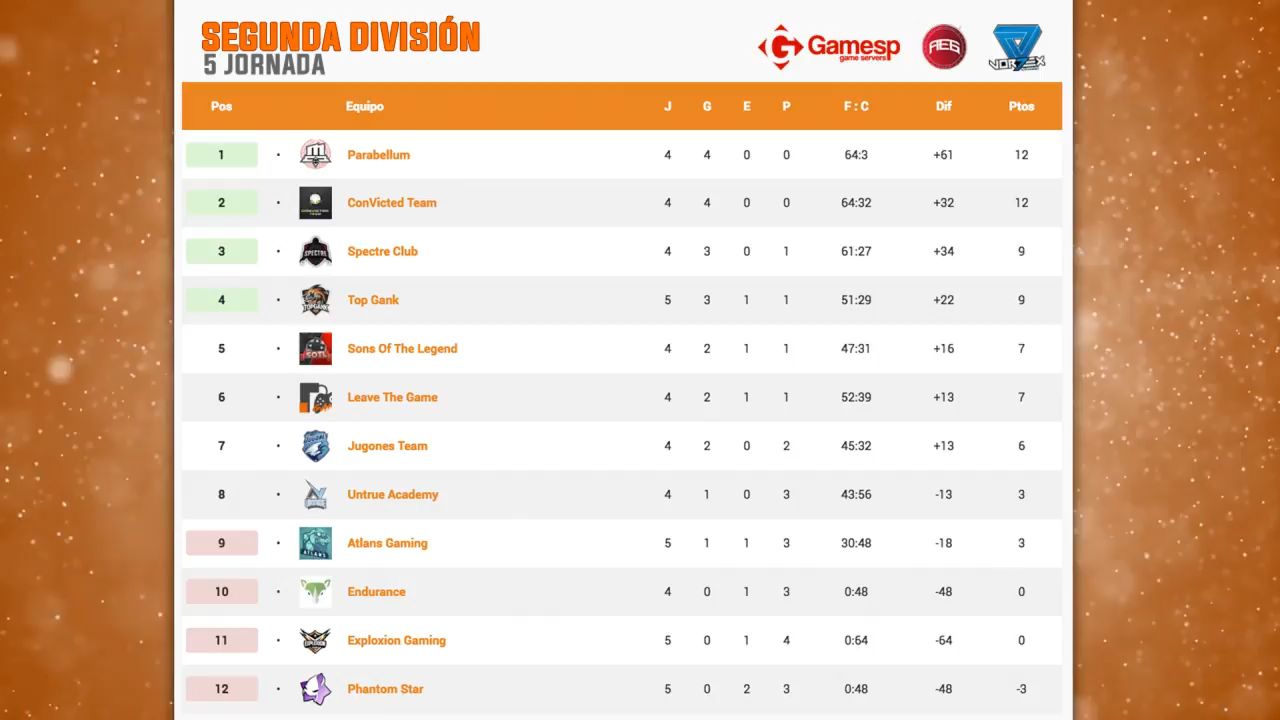 SEGUNDA DIVISIÓN
5 JORNADA
Gamesp
game servers
AEG
VORTEX
Pos Equipo J G E P F : C Dif Ptos
1 · Parabellum 4 4 0 0 64:3 +61 12
2 · ConVicted Team 4 4 0 0 64:32 +32 12
3 · SPECTRE Spectre Club 4 3 0 1 61:27 +34 9
4 · TOPGANK Top Gank 5 3 1 1 51:29 +22 9
5 · SOTL Sons Of The Legend 4 2 1 1 47:31 +16 7
6 · Leave The Game 4 2 1 1 52:39 +13 7
7 · Jugones Team 4 2 0 2 45:32 +13 6
8 · Untrue Academy 4 1 0 3 43:56 -13 3
9 · ATLANS Atlans Gaming 5 1 1 3 30:48 -18 3
10 · Endurance 4 0 1 3 0:48 -48 0
11 · Exploxion Gaming 5 0 1 4 0:64 -64 0
12 · Phantom Star 5 0 2 3 0:48 -48 -3